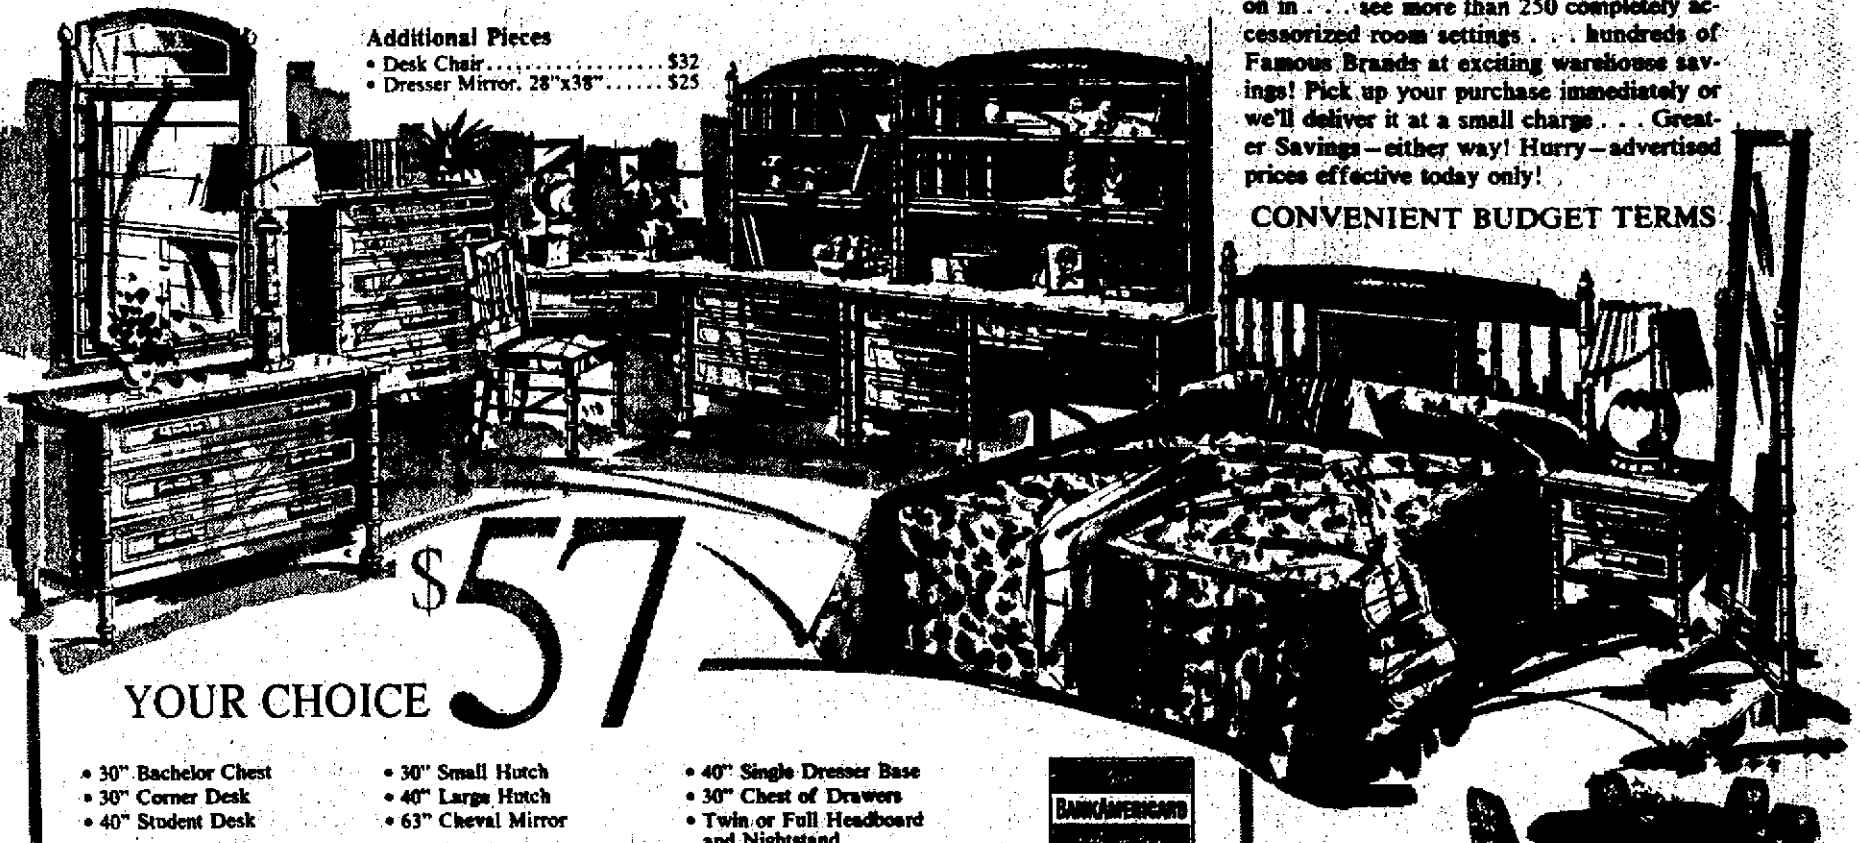 Additional Pieces
• Desk Chair.................. $32
• Dresser Mirror, 28"x38"...... $25
on in . . . see more than 250 completely ac-
cessorized room settings . . . hundreds of
Famous Brands at exciting warehouse sav-
ings! Pick up your purchase immediately or
we'll deliver it at a small charge . . . Great-
er Savings—either way! Hurry—advertised
prices effective today only!
CONVENIENT BUDGET TERMS
YOUR CHOICE $57
• 30" Bachelor Chest
• 30" Corner Desk
• 40" Student Desk
• 30" Small Hutch
• 40" Large Hutch
• 63" Cheval Mirror
• 40" Single Dresser Base
• 30" Chest of Drawers
• Twin or Full Headboard
and Nightstand
BANKAMERICARD